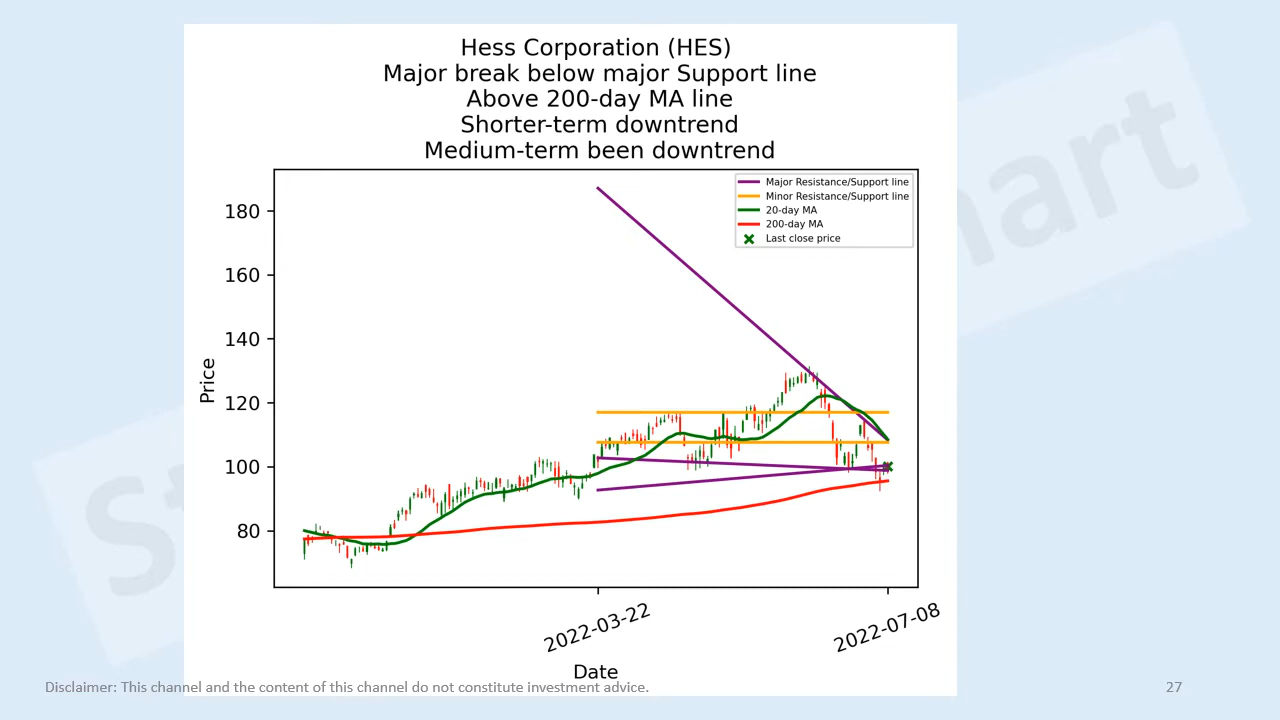 Hess Corporation (HES)
Major break below major Support line
Above 200-day MA line
Shorter-term downtrend
Medium-term been downtrend
Major Resistance/Support line
Minor Resistance/Support line
20-day MA
200-day MA
Last close price
180
160
140
120
100
80
Price
2022-03-22
2022-07-08
Date
Disclaimer: This channel and the content of this channel do not constitute investment advice.
27